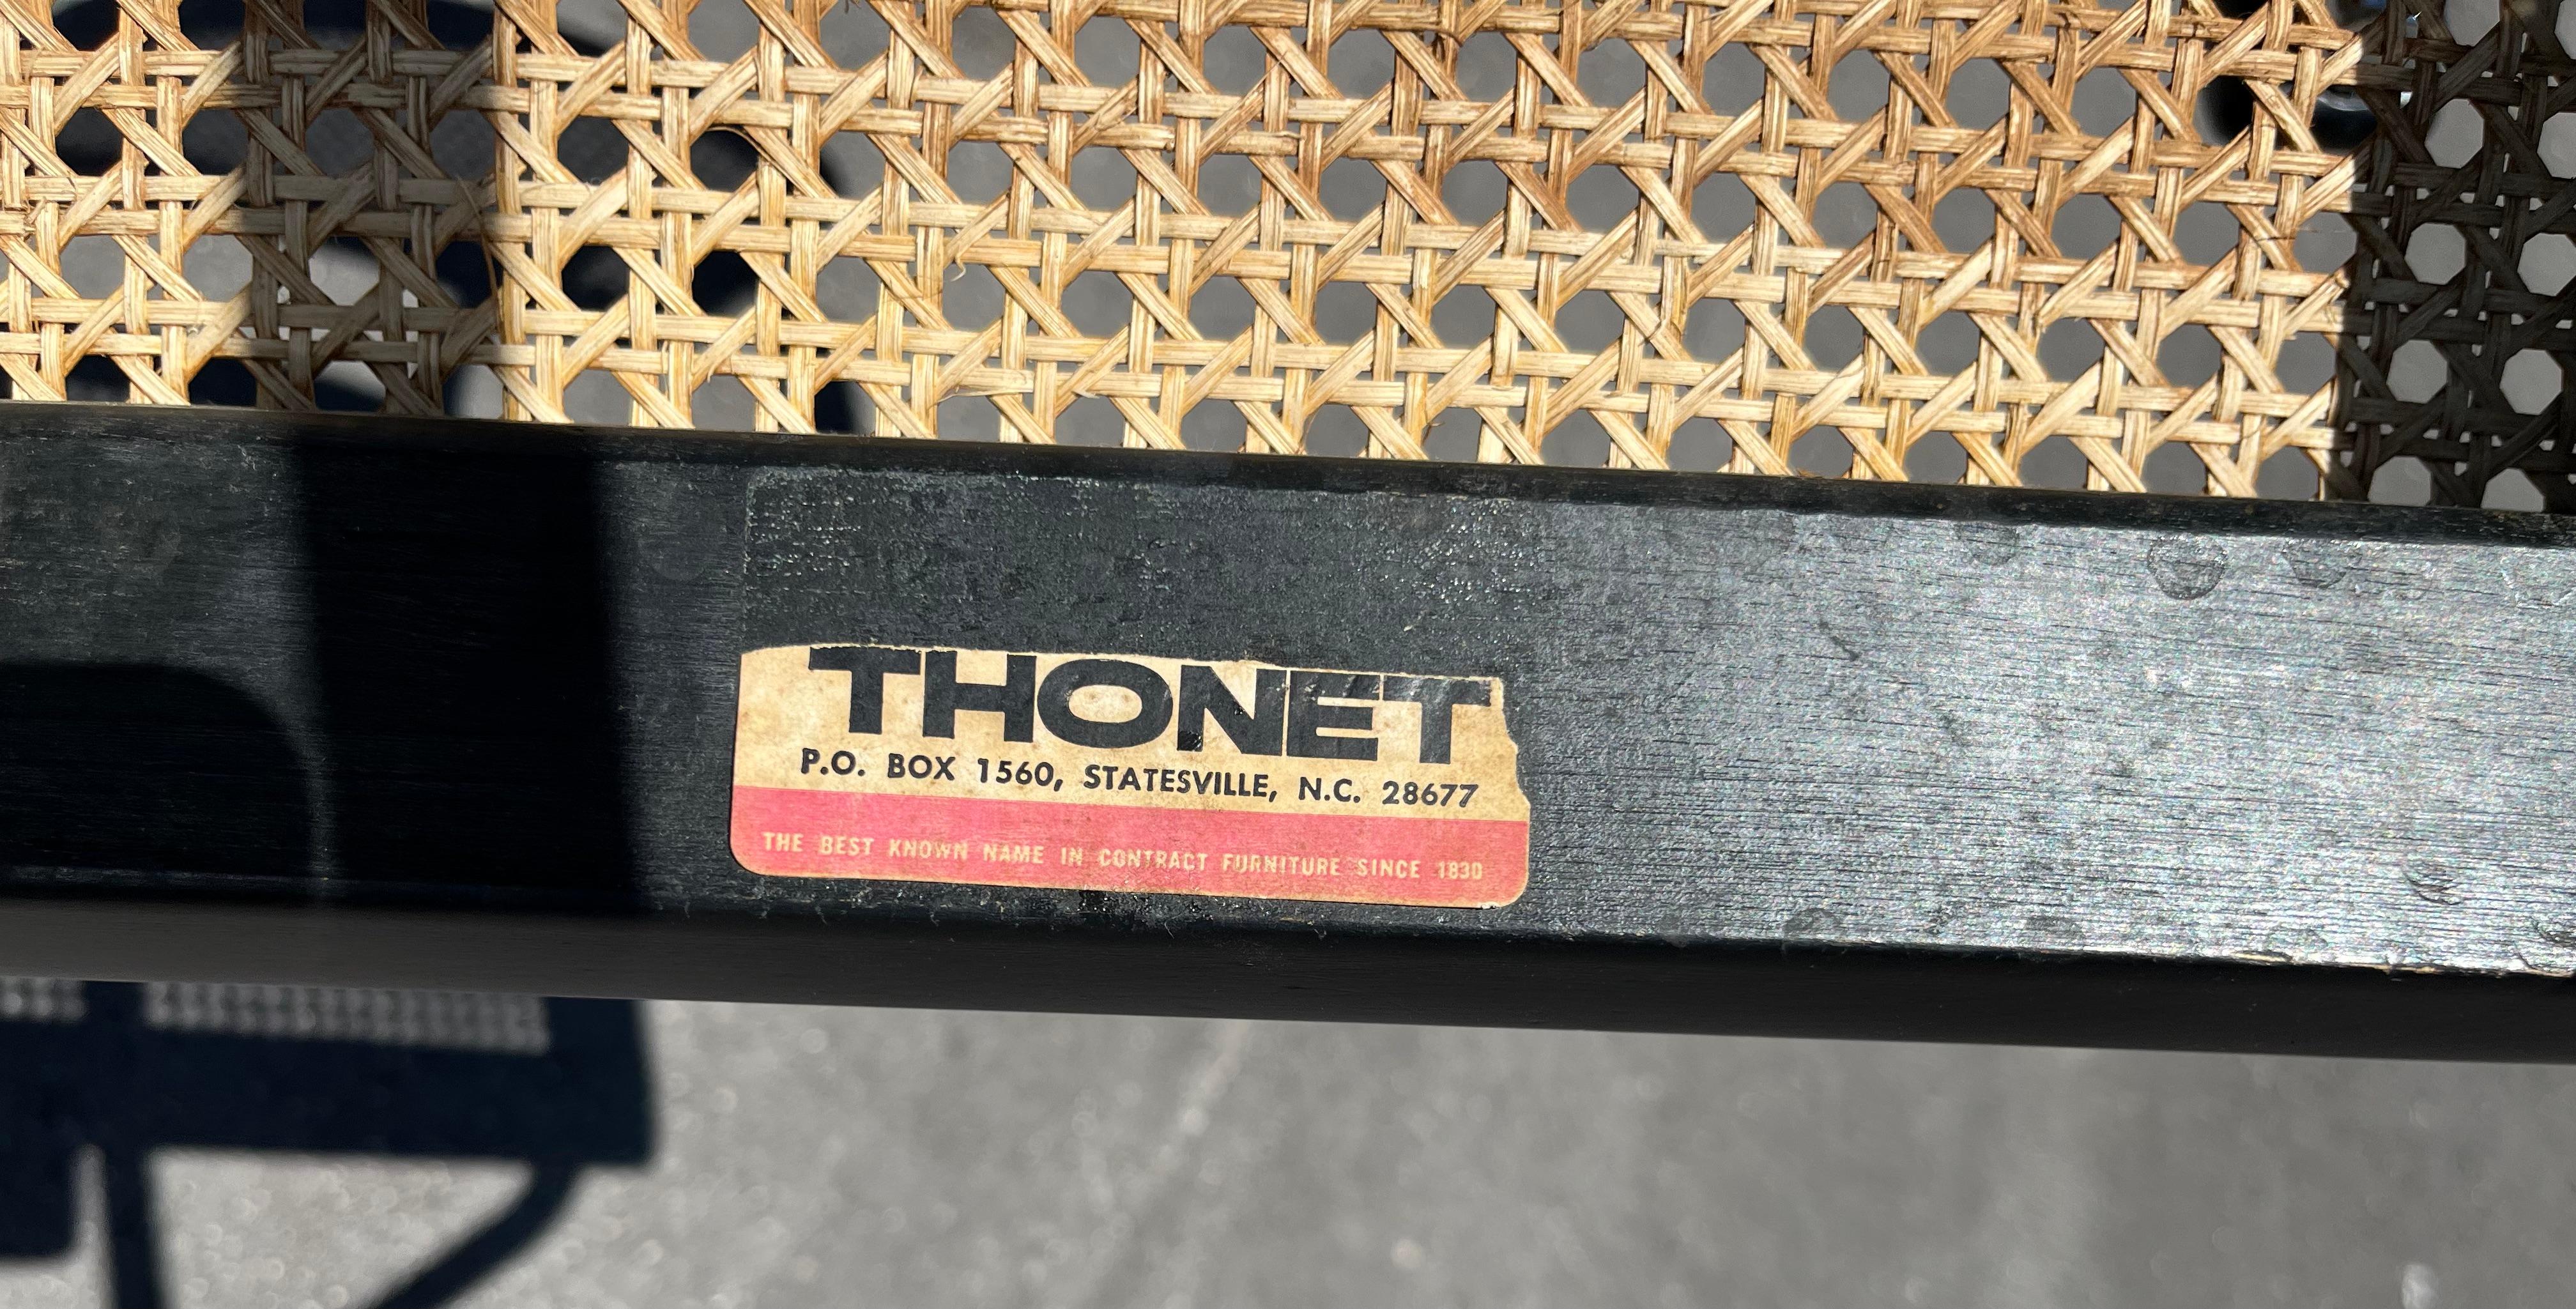 THONET
P.O. BOX 1560, STATESVILLE, N.C. 28677
THE BEST KNOWN NAME IN CONTRACT FURNITURE SINCE 1830